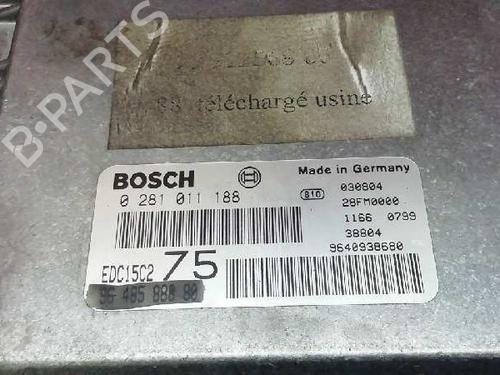 B-PARTS
téléchargé usine
BOSCH
0 281 011 188
EDC15C2 75
96 485 888 80
Made in Germany
810 030804
28FM0000
1166 0799
38804
9640938680